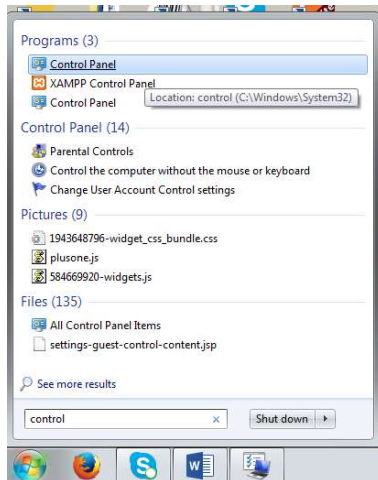 Programs (3)
Control Panel
XAMPP Control Panel
Control Panel
Location: control (C:\Windows\System32)
Control Panel (14)
Parental Controls
Control the computer without the mouse or keyboard
Change User Account Control settings
Pictures (9)
1943648796-widget_css_bundle.css
plusone.js
584669920-widgets.js
Files (135)
All Control Panel Items
settings-guest-control-content.jsp
See more results
control
Shut down